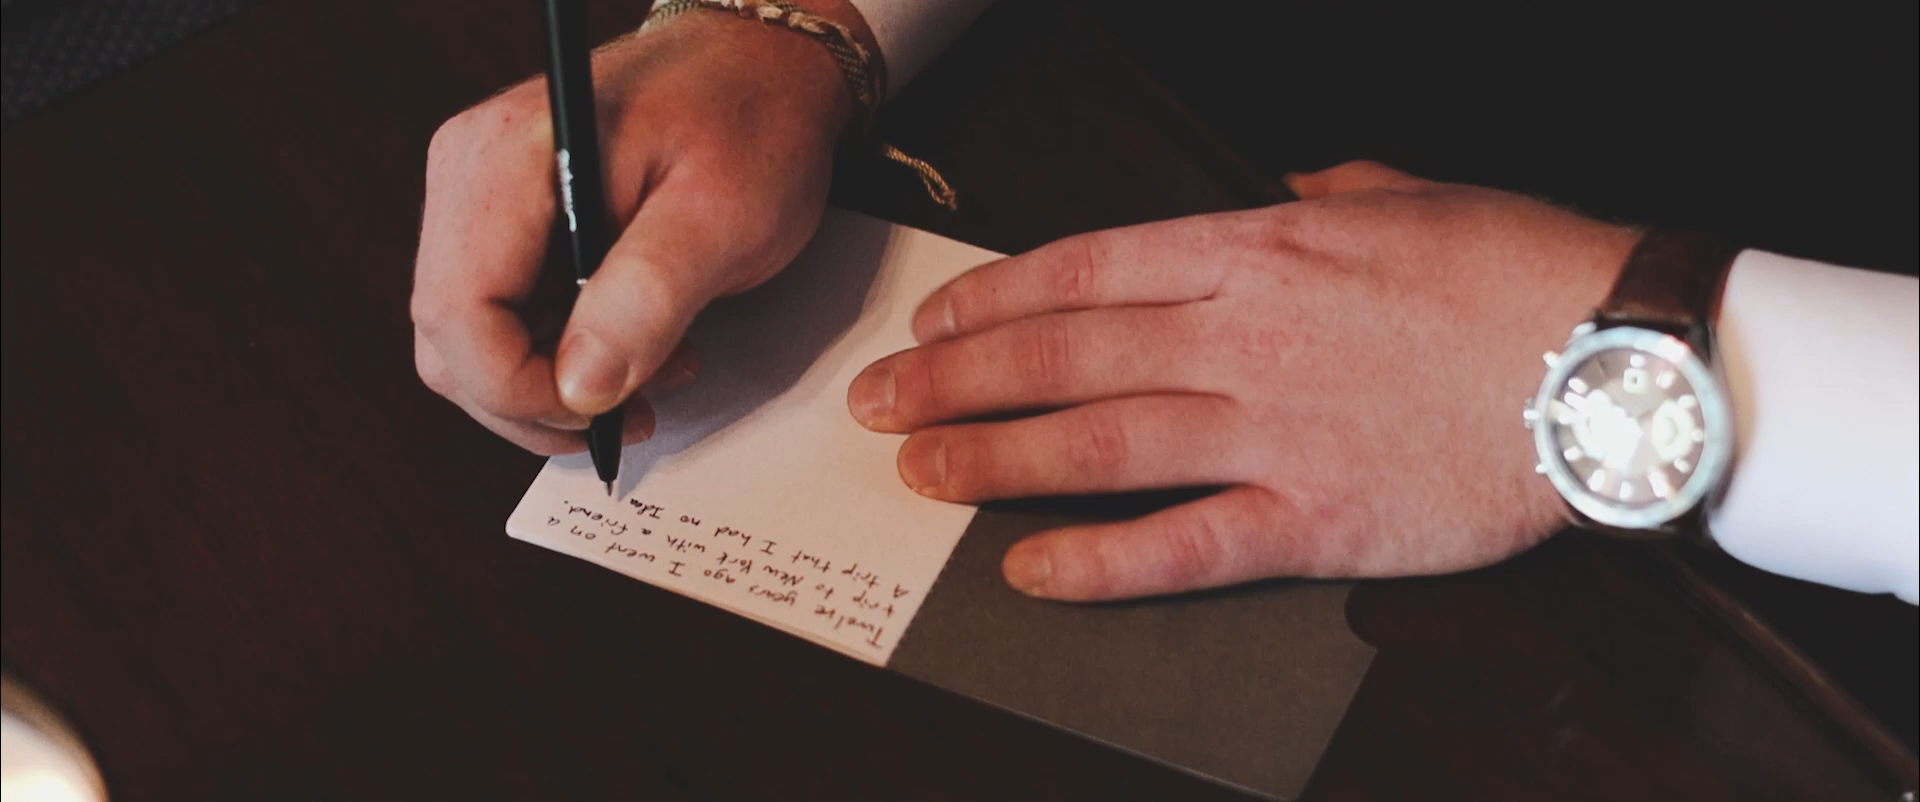 Twelve years ago I went on a
trip to New York with a friend.
A trip that I had no Idea